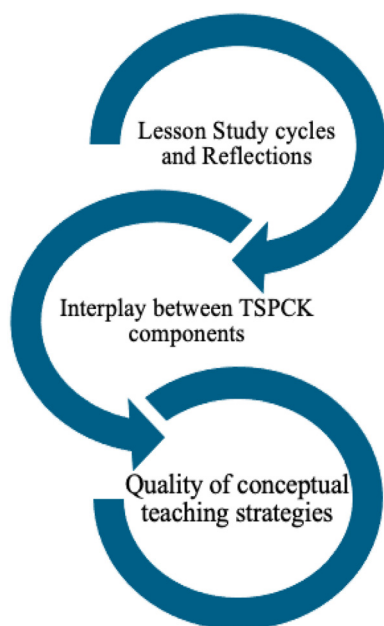 Lesson Study cycles
and Reflections
Interplay between TSPCK
components
Quality of conceptual
teaching strategies